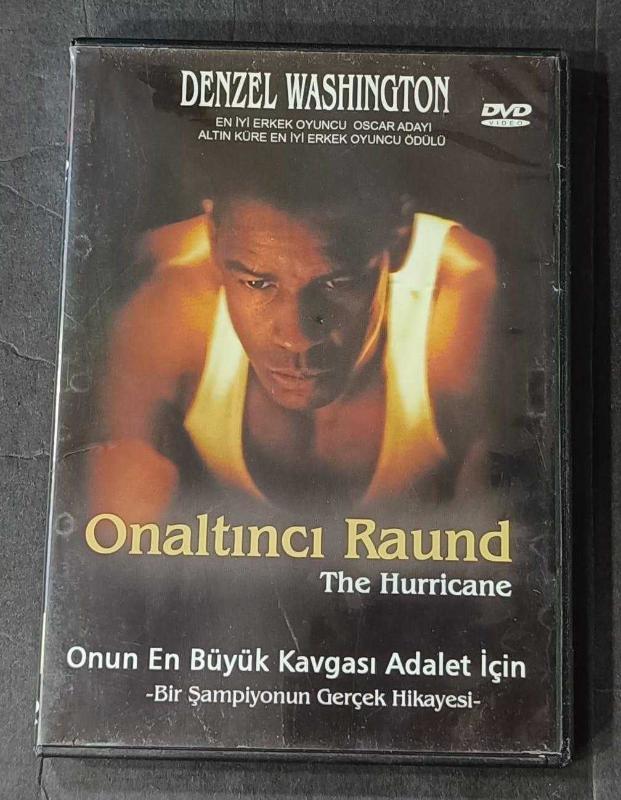 DENZEL WASHINGTON
EN İYİ ERKEK OYUNCU OSCAR ADAYI
ALTIN KÜRE EN İYİ ERKEK OYUNCU ÖDÜLÜ
DVD
VIDEO
Onaltıncı Raund
The Hurricane
Onun En Büyük Kavgası Adalet İçin
-Bir Şampiyonun Gerçek Hikayesi-